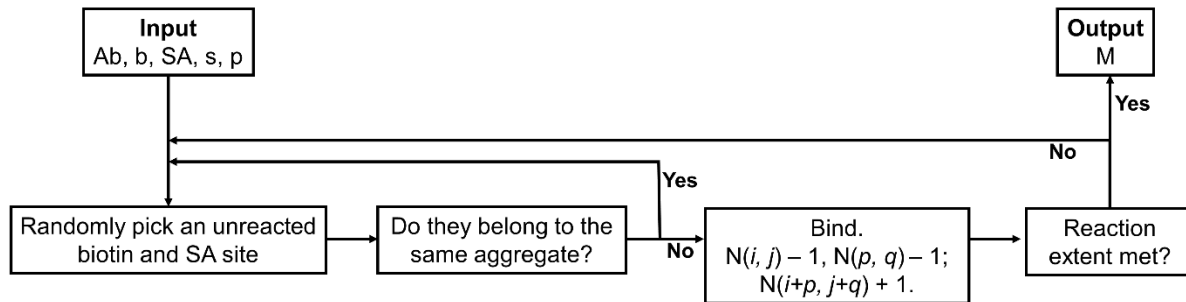 Input
Ab, b, SA, s, p
Output
M
Yes
No
Yes
Randomly pick an unreacted
biotin and SA site
Do they belong to the
same aggregate?
No
Bind.
N(i, j) – 1, N(p, q) – 1;
N(i+p, j+q) + 1.
Reaction
extent met?